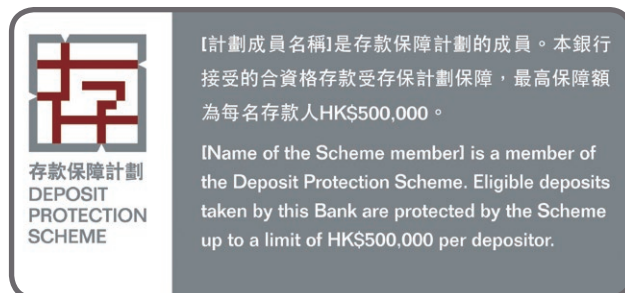 存款保障計劃
DEPOSIT
PROTECTION
SCHEME
[計劃成員名稱]是存款保障計劃的成員。本銀行
接受的合資格存款受存保計劃保障，最高保障額
為每名存款人HK$500,000。
[Name of the Scheme member] is a member of
the Deposit Protection Scheme. Eligible deposits
taken by this Bank are protected by the Scheme
up to a limit of HK$500,000 per depositor.